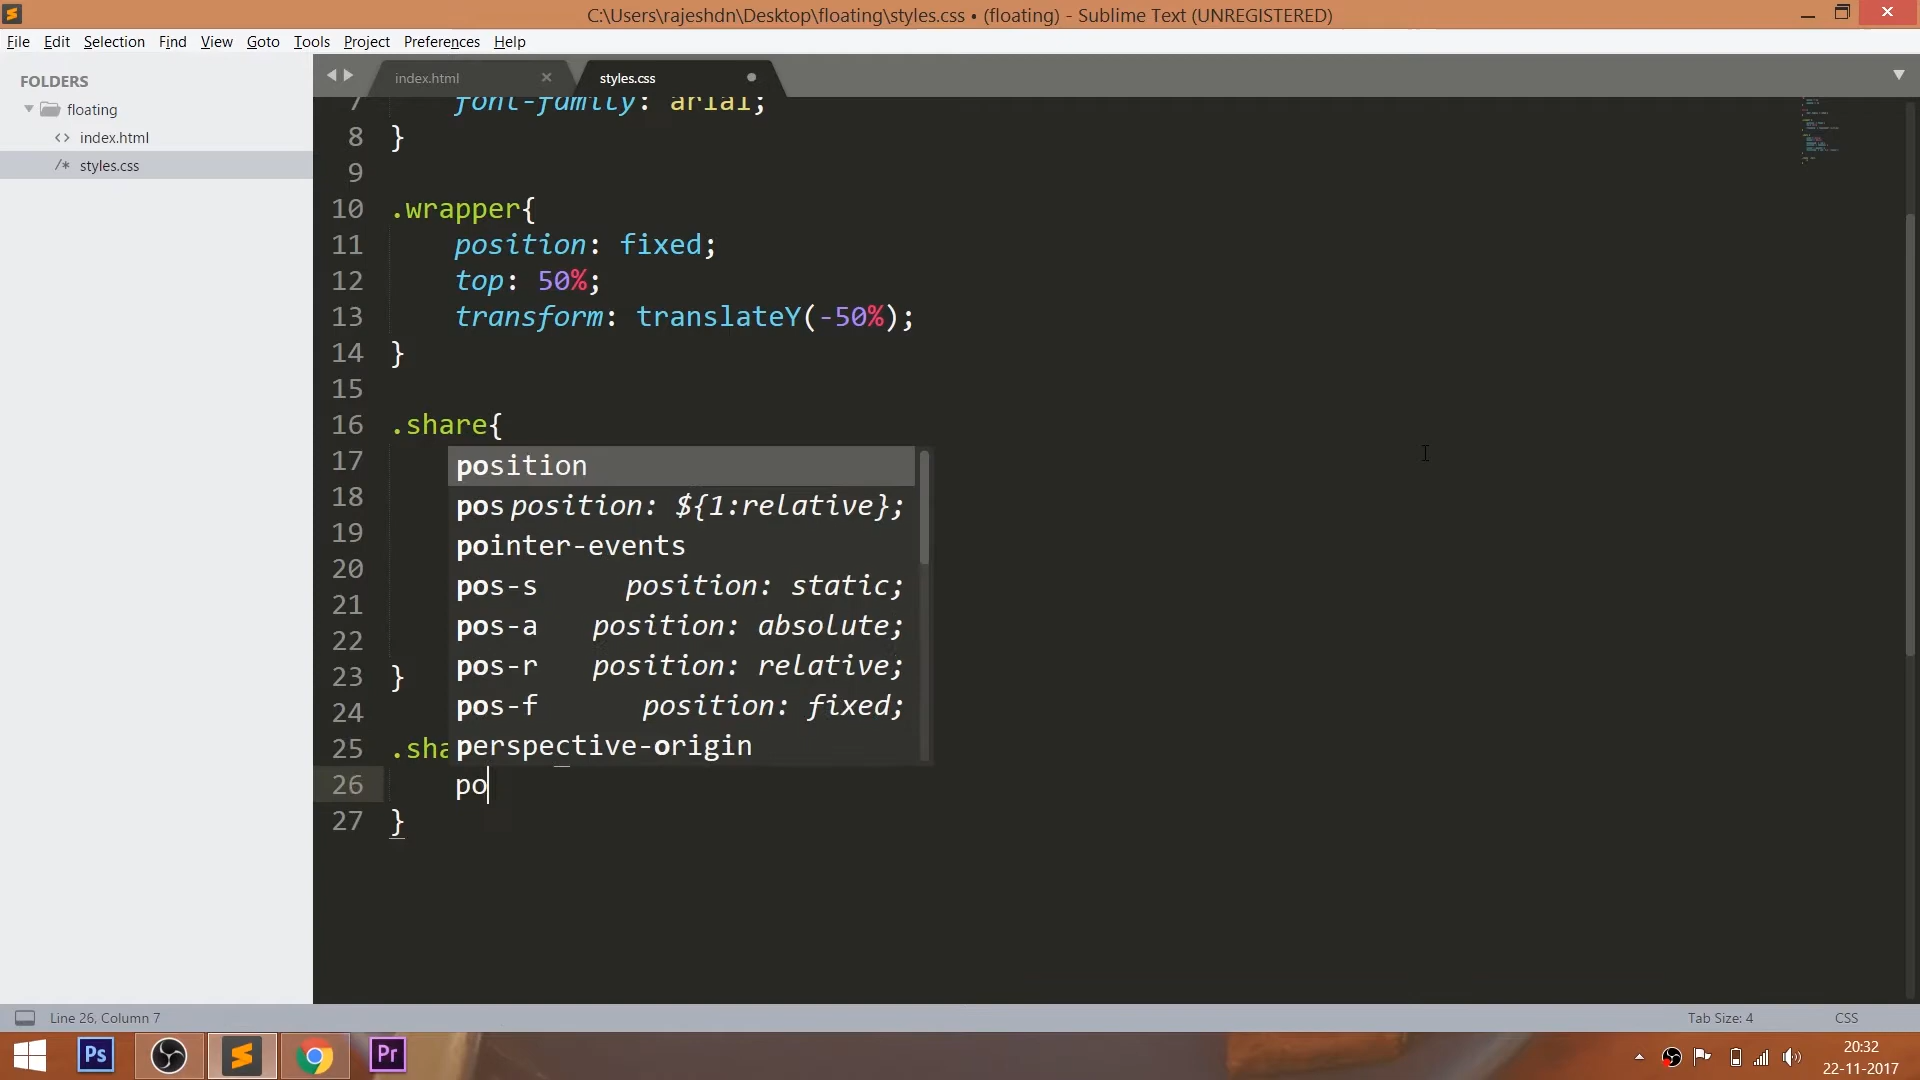 C:\Users\rajeshdn\Desktop\floating\styles.css • (floating) - Sublime Text (UNREGISTERED)
File Edit Selection Find View Goto Tools Project Preferences Help
FOLDERS
floating
<> index.html
/* styles.css
index.html ×
styles.css
7 font-family: arial;
8 }
9
10 .wrapper{
11 position: fixed;
12 top: 50%;
13 transform: translateY(-50%);
14 }
15
16 .share{
17
18
19
20
21
22
23 }
24
25 .sha
26 po
27 }
position
pos position: ${1:relative};
pointer-events
pos-s position: static;
pos-a position: absolute;
pos-r position: relative;
pos-f position: fixed;
perspective-origin
Line 26, Column 7
Tab Size: 4
CSS
Ps
Pr
20:32
22-11-2017